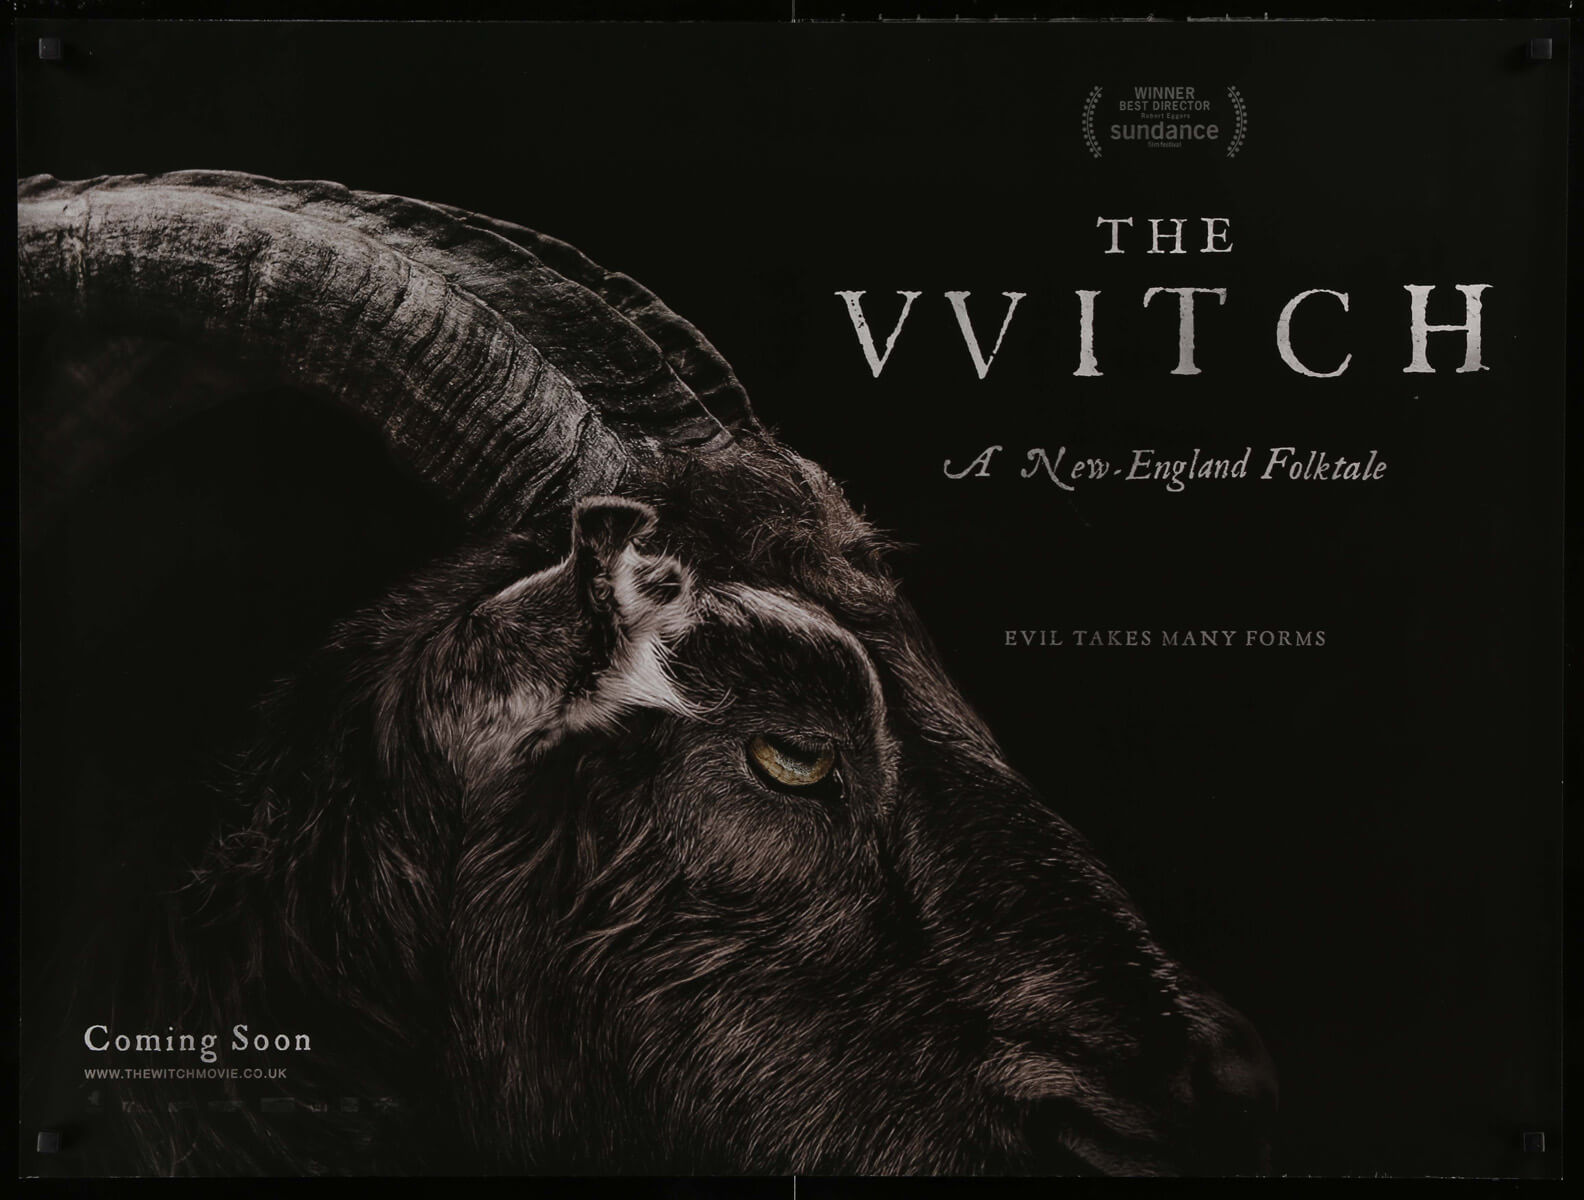 WINNER
BEST DIRECTOR
Robert Eggers
sundance
film festival
THE
VVITCH
A New-England Folktale
EVIL TAKES MANY FORMS
Coming Soon
WWW.THEWITCHMOVIE.CO.UK